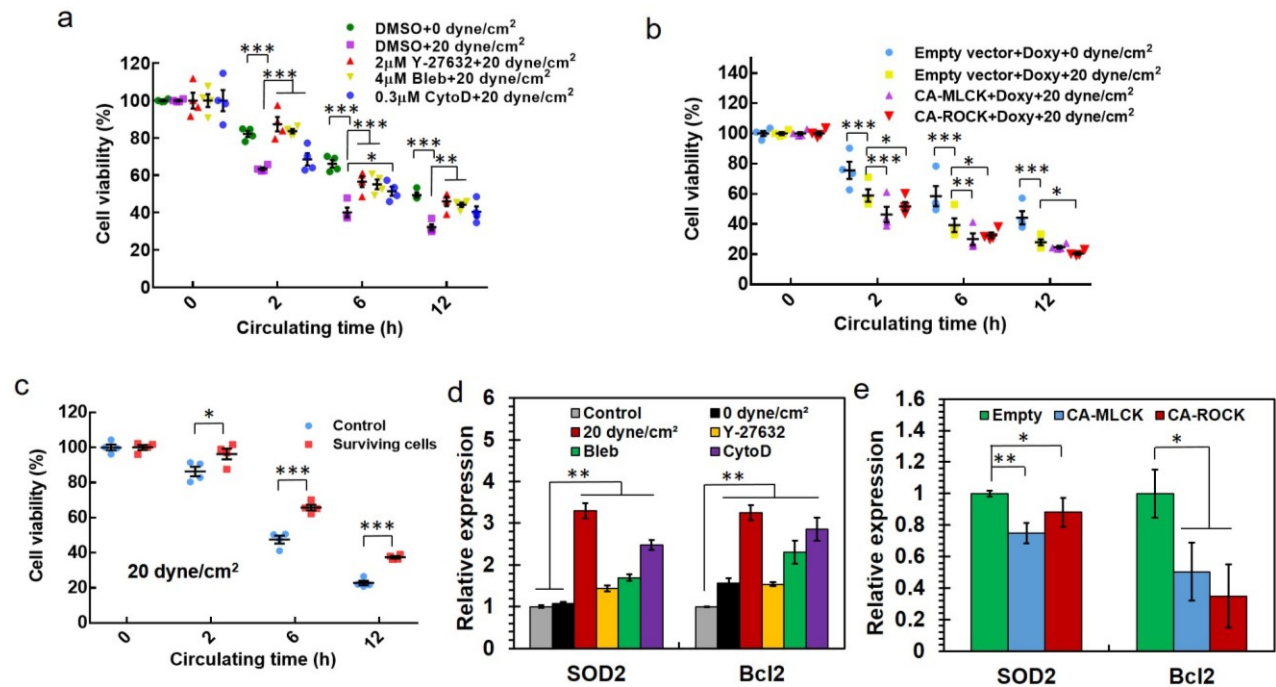 a
DMSO+0 dyne/cm²
DMSO+20 dyne/cm²
2μM Y-27632+20 dyne/cm²
4μM Bleb+20 dyne/cm²
0.3μM CytoD+20 dyne/cm²
Cell viability (%)
120
100
80
60
40
20
0
***
***
***
***
*
***
**
0 2 6 12
Circulating time (h)
b
Empty vector+Doxy+0 dyne/cm²
Empty vector+Doxy+20 dyne/cm²
CA-MLCK+Doxy+20 dyne/cm²
CA-ROCK+Doxy+20 dyne/cm²
Cell viability (%)
140
120
100
80
60
40
20
0
***
*
***
***
*
**
***
*
0 2 6 12
Circulating time (h)
c
Control
Surviving cells
Cell viability (%)
120
100
80
60
40
20
0
*
***
***
20 dyne/cm²
0 2 6 12
Circulating time (h)
d
Control 0 dyne/cm²
20 dyne/cm² Y-27632
Bleb CytoD
Relative expression
6
5
4
3
2
1
0
**
**
SOD2 Bcl2
e
Empty CA-MLCK CA-ROCK
Relative expression
1.6
1.4
1.2
1
0.8
0.6
0.4
0.2
0
*
**
*
SOD2 Bcl2